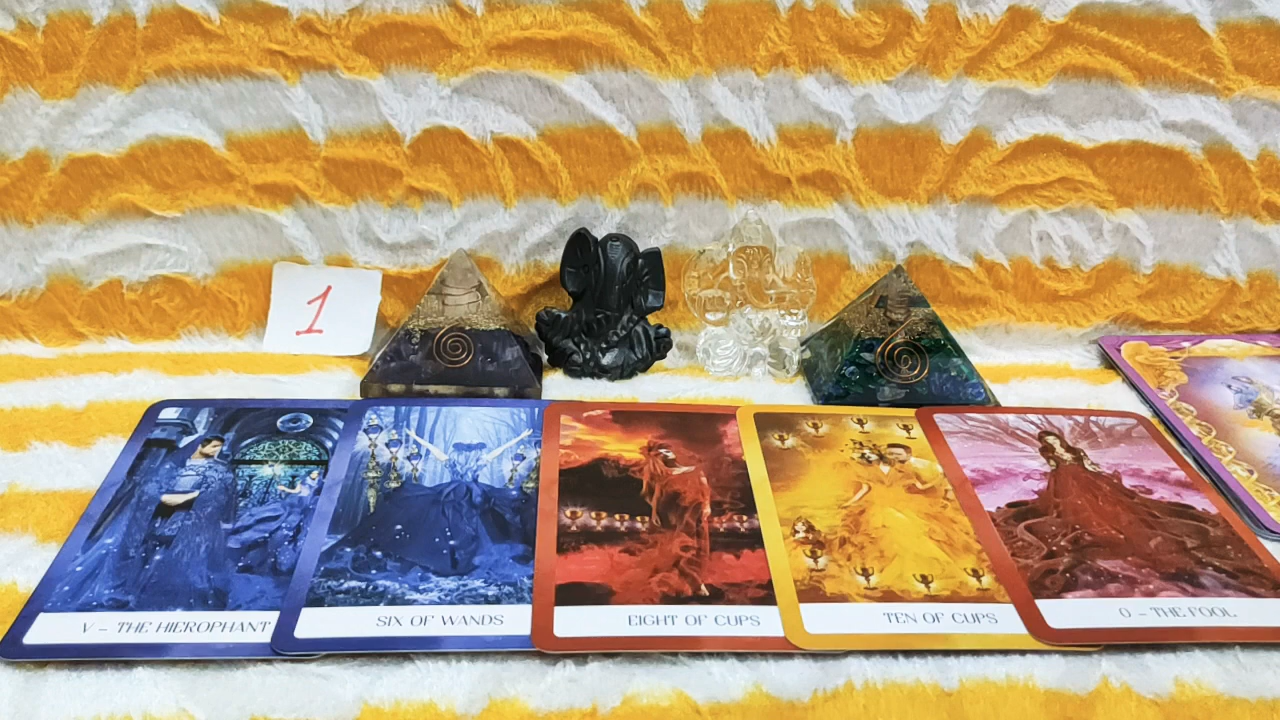 1
V - THE HIEROPHANT
SIX OF WANDS
EIGHT OF CUPS
TEN OF CUPS
0 - THE FOOL